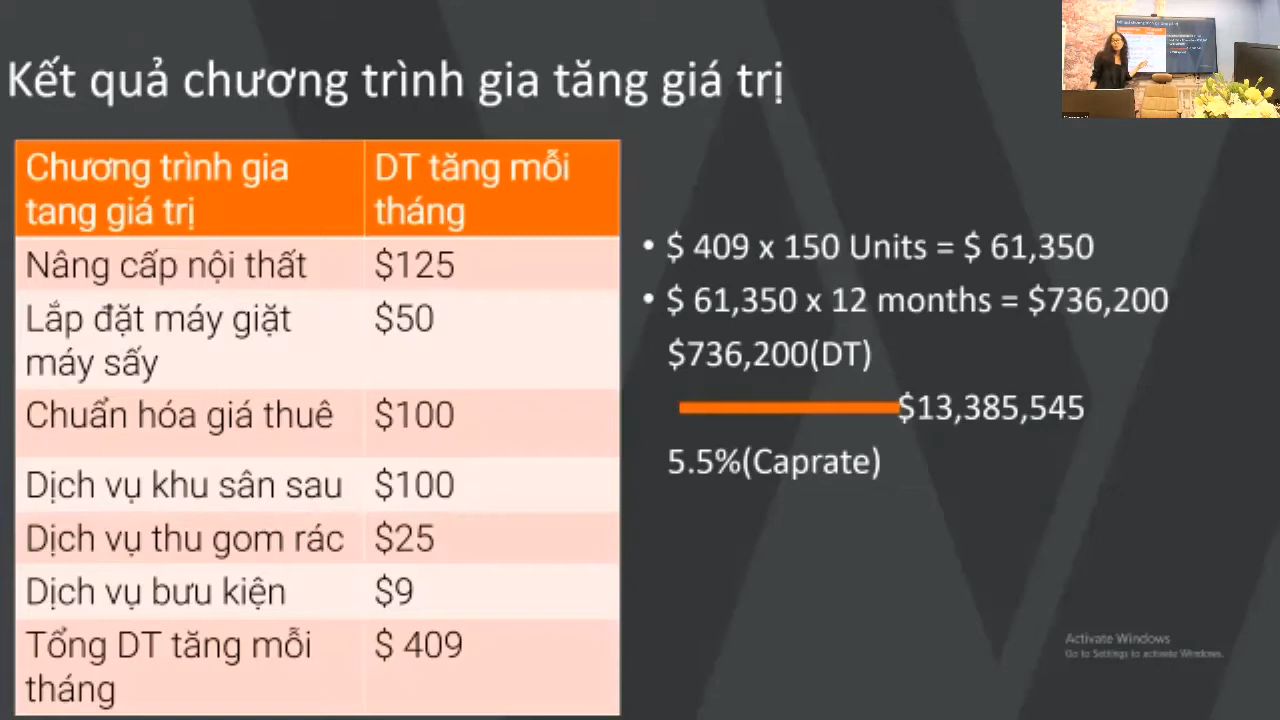 Kết quả chương trình gia tăng giá trị
Chương trình gia
tang giá trị
DT tăng mỗi
tháng
Nâng cấp nội thất
$125
Lắp đặt máy giặt
máy sấy
$50
Chuẩn hóa giá thuê
$100
Dịch vụ khu sân sau
$100
Dịch vụ thu gom rác
$25
Dịch vụ bưu kiện
$9
Tổng DT tăng mỗi
tháng
$ 409
• $ 409 x 150 Units = $ 61,350
• $ 61,350 x 12 months = $736,200
$736,200(DT)
$13,385,545
5.5%(Caprate)
Activate Windows
Go to Settings to activate Windows.